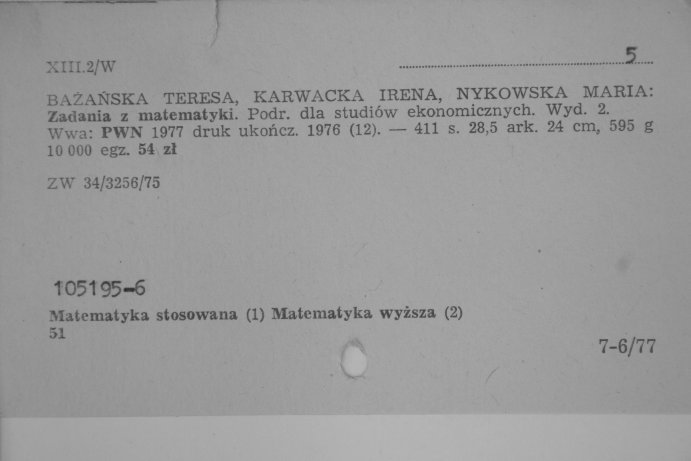 XIII.2/W
5
BAŻAŃSKA TERESA, KARWACKA IRENA, NYKOWSKA MARIA:
Zadania z matematyki. Podr. dla studiów ekonomicznych. Wyd. 2.
Wwa: PWN 1977 druk ukończ. 1976 (12). — 411 s. 28,5 ark. 24 cm, 595 g
10 000 egz. 54 zł
ZW 34/3256/75
105195-6
Matematyka stosowana (1) Matematyka wyższa (2)
51
7-6/77